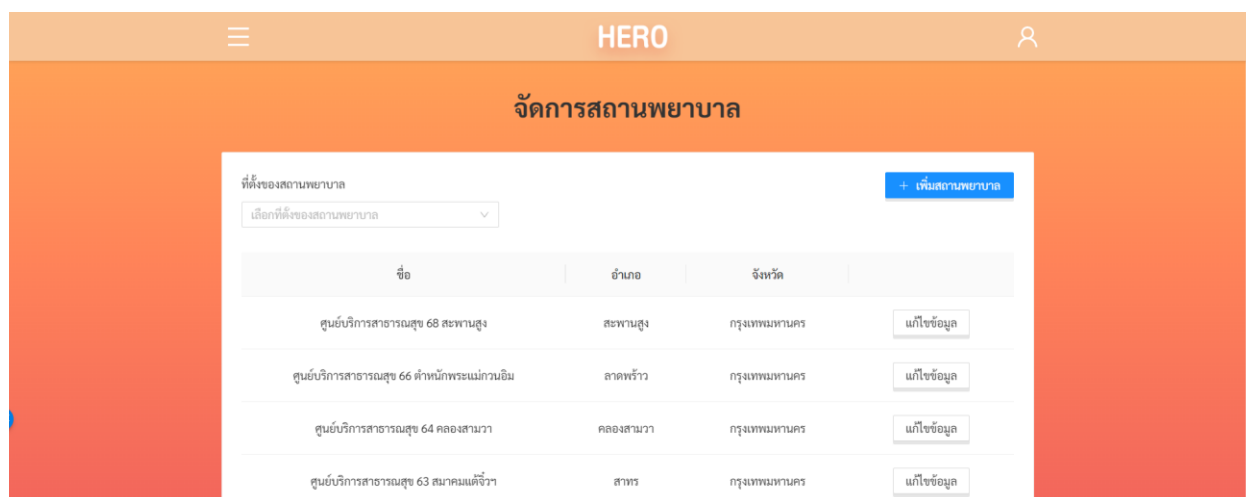 HERO
จัดการสถานพยาบาล
ที่ตั้งของสถานพยาบาล
+ เพิ่มสถานพยาบาล
เลือกที่ตั้งของสถานพยาบาล
ชื่อ อำเภอ จังหวัด
ศูนย์บริการสาธารณสุข 68 สะพานสูง สะพานสูง กรุงเทพมหานคร แก้ไขข้อมูล
ศูนย์บริการสาธารณสุข 66 ตำหนักพระแม่กวนอิม ลาดพร้าว กรุงเทพมหานคร แก้ไขข้อมูล
ศูนย์บริการสาธารณสุข 64 คลองสามวา คลองสามวา กรุงเทพมหานคร แก้ไขข้อมูล
ศูนย์บริการสาธารณสุข 63 สมาคมแต้จิ๋วฯ สาทร กรุงเทพมหานคร แก้ไขข้อมูล